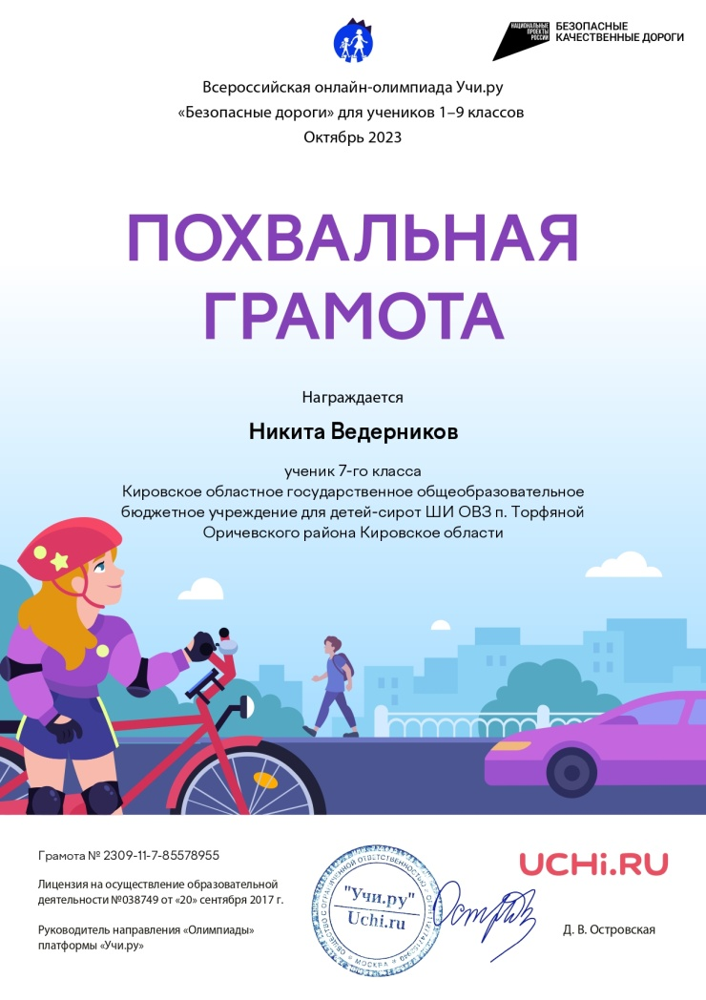 НАЦИОНАЛЬНЫЕ
ПРОЕКТЫ
РОССИИ
БЕЗОПАСНЫЕ
КАЧЕСТВЕННЫЕ ДОРОГИ
Всероссийская онлайн-олимпиада Учи.ру
«Безопасные дороги» для учеников 1–9 классов
Октябрь 2023
ПОХВАЛЬНАЯ
ГРАМОТА
Награждается
Никита Ведерников
ученик 7-го класса
Кировское областное государственное общеобразовательное
бюджетное учреждение для детей-сирот ШИ ОВЗ п. Торфяной
Оричевского района Кировское области
Грамота № 2309-11-7-85578955
Лицензия на осуществление образовательной
деятельности №038749 от «20» сентября 2017 г.
Руководитель направления «Олимпиады»
платформы «Учи.ру»
ОБЩЕСТВО С ОГРАНИЧЕННОЙ ОТВЕТСТВЕННОСТЬЮ
МОСКВА
"Учи.ру"
Uchi.ru
UCHi.RU
Д. В. Островская